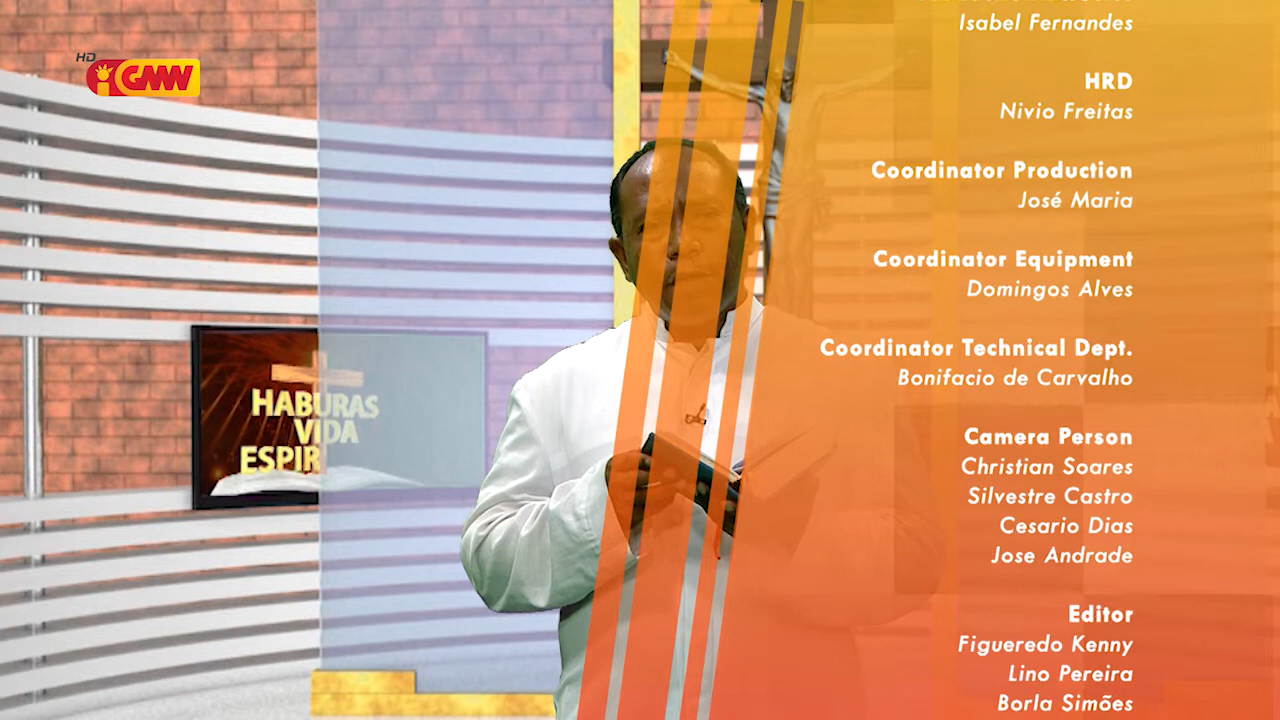 HD
GMN
HABURAS
VIDA
ESPIR
Isabel Fernandes
HRD
Nivio Freitas
Coordinator Production
José Maria
Coordinator Equipment
Domingos Alves
Coordinator Technical Dept.
Bonifacio de Carvalho
Camera Person
Christian Soares
Silvestre Castro
Cesario Dias
Jose Andrade
Editor
Figueredo Kenny
Lino Pereira
Borla Simões